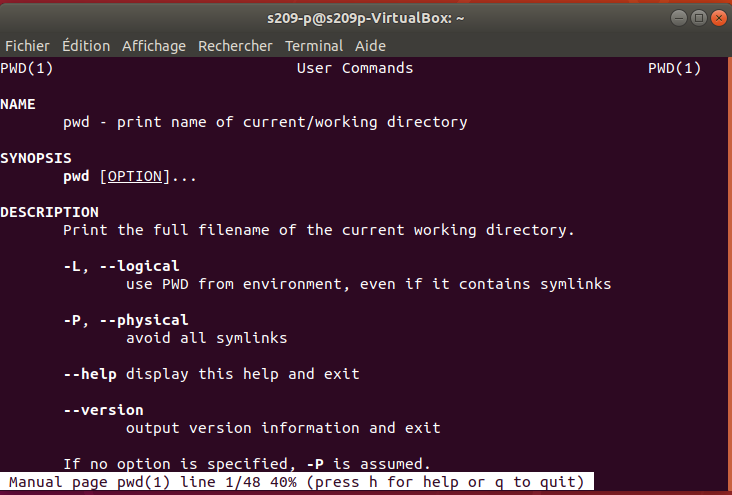 s209-p@s209p-VirtualBox: ~
Fichier Édition Affichage Rechercher Terminal Aide
PWD(1) User Commands PWD(1)
NAME
pwd - print name of current/working directory
SYNOPSIS
pwd [OPTION]...
DESCRIPTION
Print the full filename of the current working directory.
-L, --logical
use PWD from environment, even if it contains symlinks
-P, --physical
avoid all symlinks
--help display this help and exit
--version
output version information and exit
If no option is specified, -P is assumed.
Manual page pwd(1) line 1/48 40% (press h for help or q to quit)